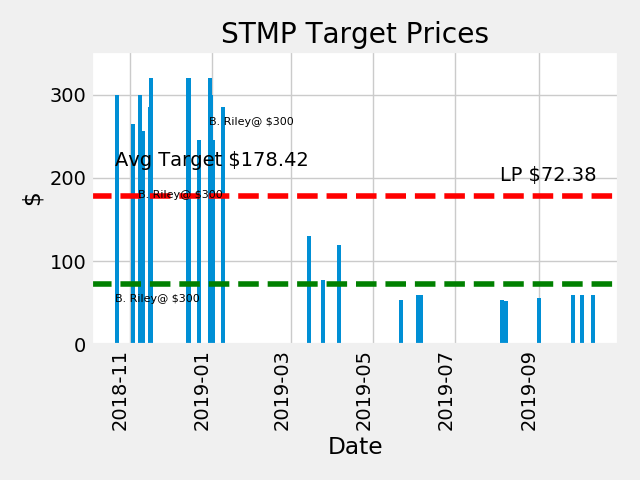 STMP Target Prices
300
B. Riley@ $300
Avg Target $178.42
LP $72.38
200
B. Riley@ $300
100
B. Riley@ $300
0
$
2018-11
2019-01
2019-03
2019-05
2019-07
2019-09
Date